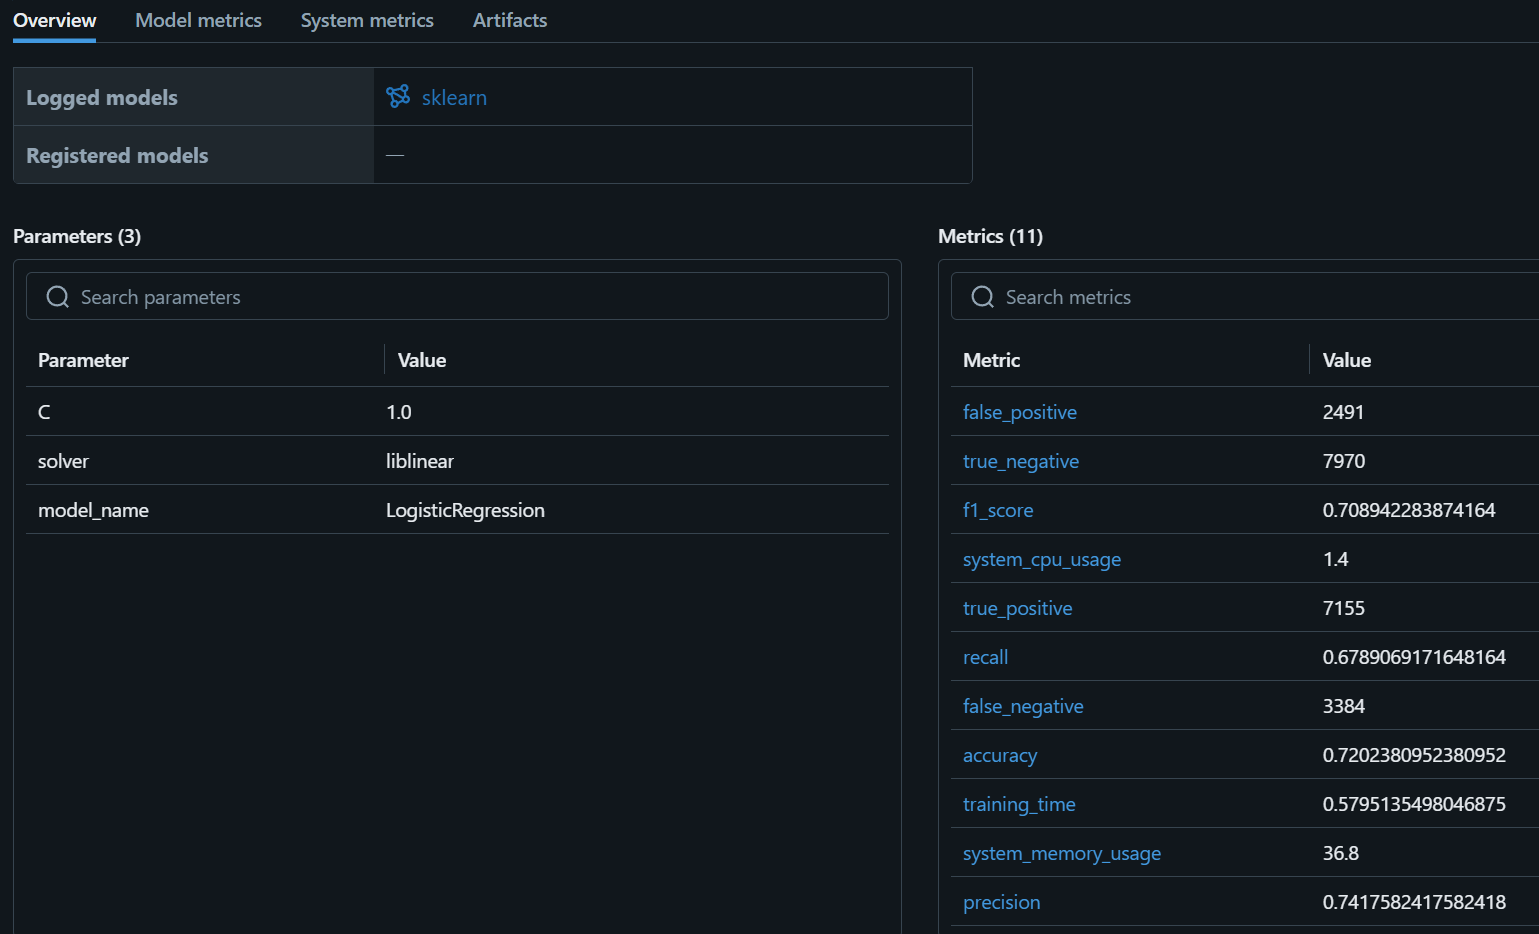 Overview Model metrics System metrics Artifacts
Logged models sklearn
Registered models —
Parameters (3)
Search parameters
Parameter Value
C 1.0
solver liblinear
model_name LogisticRegression
Metrics (11)
Search metrics
Metric Value
false_positive 2491
true_negative 7970
f1_score 0.708942283874164
system_cpu_usage 1.4
true_positive 7155
recall 0.6789069171648164
false_negative 3384
accuracy 0.7202380952380952
training_time 0.5795135498046875
system_memory_usage 36.8
precision 0.7417582417582418